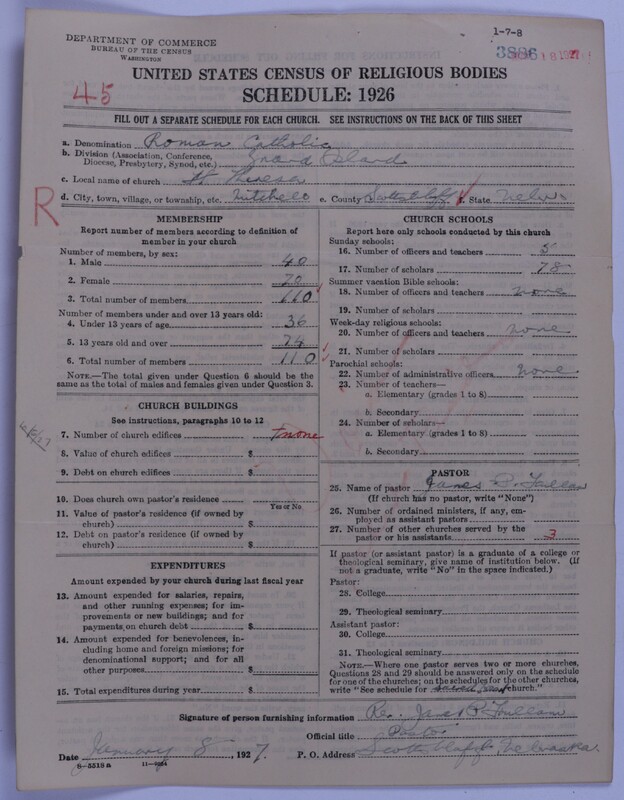 DEPARTMENT OF COMMERCE
BUREAU OF THE CENSUS
WASHINGTON
1-7-8
3886
45
UNITED STATES CENSUS OF RELIGIOUS BODIES
SCHEDULE: 1926
FILL OUT A SEPARATE SCHEDULE FOR EACH CHURCH. SEE INSTRUCTIONS ON THE BACK OF THIS SHEET
a. Denomination Roman Catholic
b. Division (Association, Conference, Diocese, Presbytery, Synod, etc.) Grand Island
c. Local name of church St Theresa
R
d. City, town, village, or township, etc. Mitchell e. County Scottsbluff f. State Nebr
MEMBERSHIP
Report number of members according to definition of member in your church
Number of members, by sex:
1. Male 40
2. Female 70
3. Total number of members 110
Number of members under and over 13 years old:
4. Under 13 years of age 36
5. 13 years old and over 74
6. Total number of members 110
NOTE.—The total given under Question 6 should be the same as the total of males and females given under Question 3.
CHURCH BUILDINGS
See instructions, paragraphs 10 to 12
7. Number of church edifices none
8. Value of church edifices $
9. Debt on church edifices $
10. Does church own pastor's residence
Yes or No
11. Value of pastor's residence (if owned by church) $
12. Debt on pastor's residence (if owned by church) $
EXPENDITURES
Amount expended by your church during last fiscal year
13. Amount expended for salaries, repairs, and other running expenses; for improvements or new buildings; and for payments on church debt $
14. Amount expended for benevolences, including home and foreign missions; for denominational support; and for all other purposes $
15. Total expenditures during year $
CHURCH SCHOOLS
Report here only schools conducted by this church
Sunday schools:
16. Number of officers and teachers 5
17. Number of scholars 78
Summer vacation Bible schools:
18. Number of officers and teachers none
19. Number of scholars
Week-day religious schools:
20. Number of officers and teachers none
21. Number of scholars
Parochial schools:
22. Number of administrative officers none
23. Number of teachers—
a. Elementary (grades 1 to 8)
b. Secondary
24. Number of scholars—
a. Elementary (grades 1 to 8)
b. Secondary
PASTOR
25. Name of pastor James P.
(If church has no pastor, write "None")
26. Number of ordained ministers, if any, employed as assistant pastors
27. Number of other churches served by the pastor or his assistants 3
If pastor (or assistant pastor) is a graduate of a college or theological seminary, give name of institution below. (If not a graduate, write "No" in the space indicated.)
Pastor:
28. College
29. Theological seminary
Assistant pastor:
30. College
31. Theological seminary
NOTE.—Where one pastor serves two or more churches, Questions 28 and 29 should be answered only on the schedule for one of the churches; on the schedules for the other churches, write "See schedule for church."
Signature of person furnishing information Rev. James P.
Official title Pastor
Date January 8, 1927. P. O. Address Scottsbluff, Nebraska
8—5518a